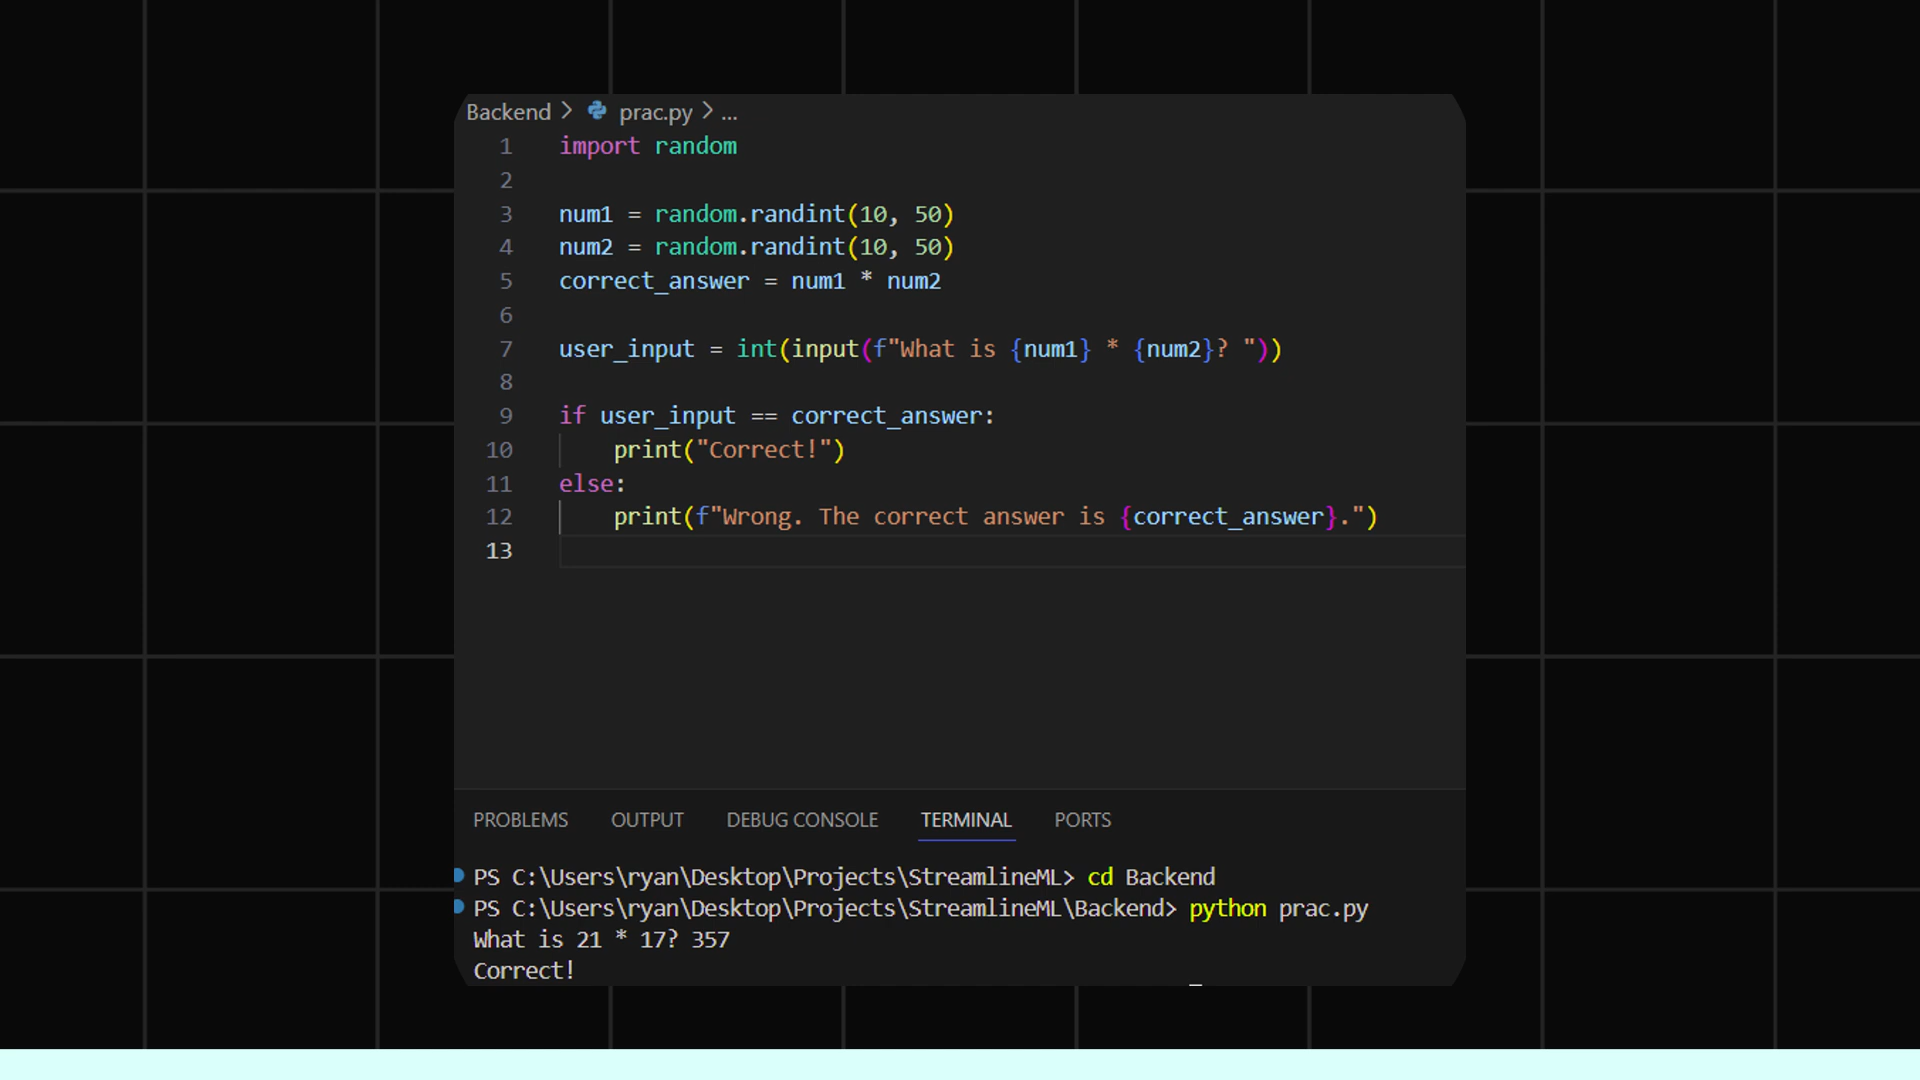 Backend > prac.py > ...
1 import random
2
3 num1 = random.randint(10, 50)
4 num2 = random.randint(10, 50)
5 correct_answer = num1 * num2
6
7 user_input = int(input(f"What is {num1} * {num2}? "))
8
9 if user_input == correct_answer:
10     print("Correct!")
11 else:
12     print(f"Wrong. The correct answer is {correct_answer}.")
13
PROBLEMS OUTPUT DEBUG CONSOLE TERMINAL PORTS
PS C:\Users\ryan\Desktop\Projects\StreamlineML> cd Backend
PS C:\Users\ryan\Desktop\Projects\StreamlineML\Backend> python prac.py
What is 21 * 17? 357
Correct!